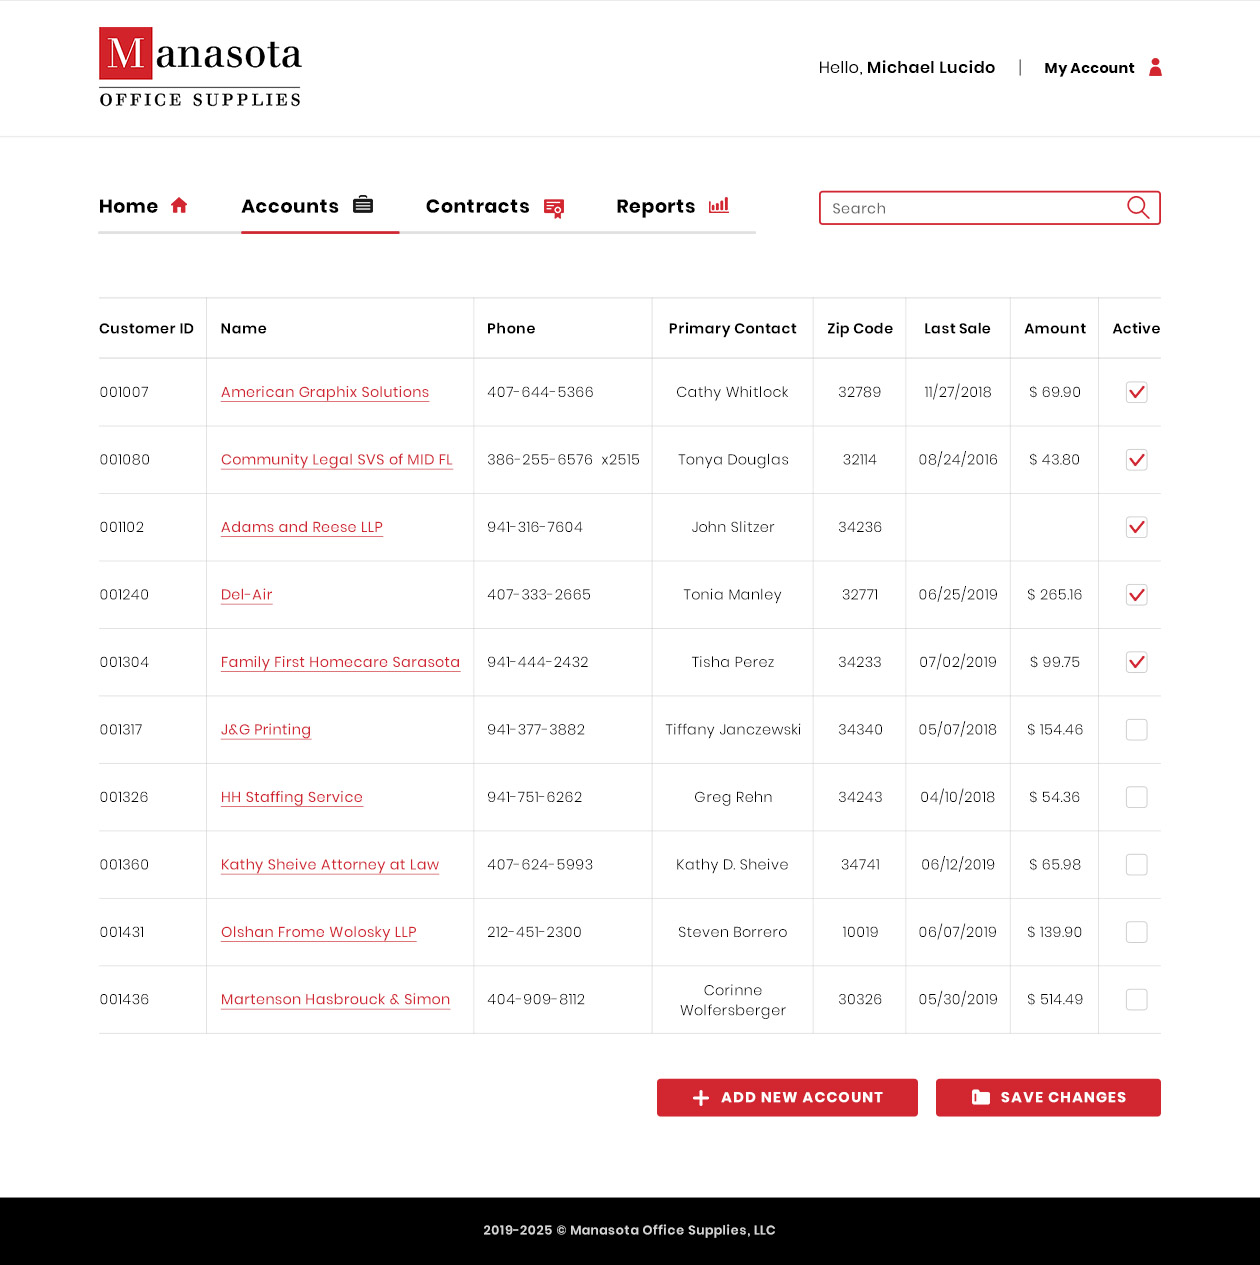 Manasota
OFFICE SUPPLIES
Hello, Michael Lucido | My Account
Home Accounts Contracts Reports Search
Customer ID Name Phone Primary Contact Zip Code Last Sale Amount Active
001007 American Graphix Solutions 407-644-5366 Cathy Whitlock 32789 11/27/2018 $ 69.90
001080 Community Legal SVS of MID FL 386-255-6576 x2515 Tonya Douglas 32114 08/24/2016 $ 43.80
001102 Adams and Reese LLP 941-316-7604 John Slitzer 34236
001240 Del-Air 407-333-2665 Tonia Manley 32771 06/25/2019 $ 265.16
001304 Family First Homecare Sarasota 941-444-2432 Tisha Perez 34233 07/02/2019 $ 99.75
001317 J&G Printing 941-377-3882 Tiffany Janczewski 34340 05/07/2018 $ 154.46
001326 HH Staffing Service 941-751-6262 Greg Rehn 34243 04/10/2018 $ 54.36
001360 Kathy Sheive Attorney at Law 407-624-5993 Kathy D. Sheive 34741 06/12/2019 $ 65.98
001431 Olshan Frome Wolosky LLP 212-451-2300 Steven Borrero 10019 06/07/2019 $ 139.90
001436 Martenson Hasbrouck & Simon 404-909-8112 Corinne Wolfersberger 30326 05/30/2019 $ 514.49
ADD NEW ACCOUNT SAVE CHANGES
2019-2025 © Manasota Office Supplies, LLC